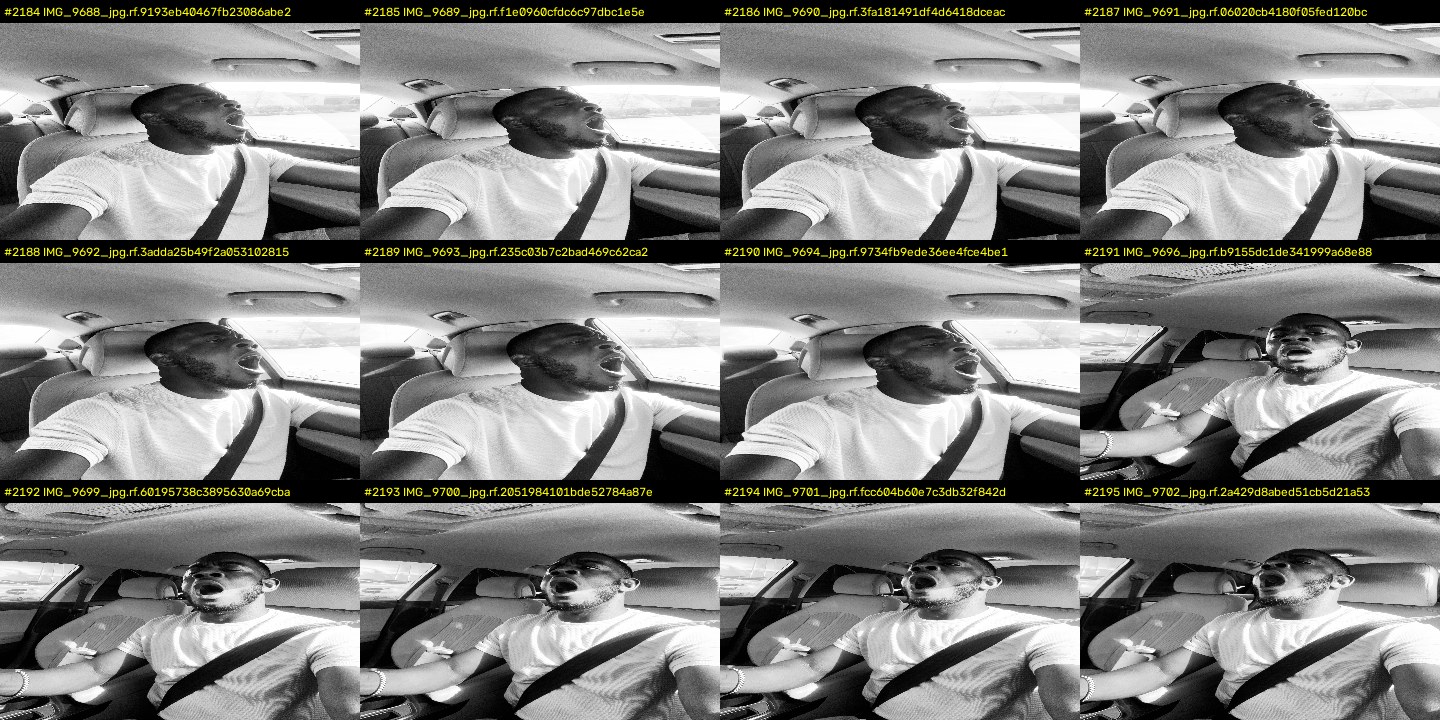 #2184 IMG_9688_jpg.rf.9193eb40467fb23086abe2
#2185 IMG_9689_jpg.rf.f1e0960cfdc6c97dbc1e5e
#2186 IMG_9690_jpg.rf.3fa181491df4d6418dceac
#2187 IMG_9691_jpg.rf.06020cb4180f05fed120bc
#2188 IMG_9692_jpg.rf.3adda25b49f2a053102815
#2189 IMG_9693_jpg.rf.235c03b7c2bad469c62ca2
#2190 IMG_9694_jpg.rf.9734fb9ede36ee4fce4be1
#2191 IMG_9696_jpg.rf.b9155dc1de341999a68e88
#2192 IMG_9699_jpg.rf.60195738c3895630a69cba
#2193 IMG_9700_jpg.rf.2051984101bde52784a87e
#2194 IMG_9701_jpg.rf.fcc604b60e7c3db32f842d
#2195 IMG_9702_jpg.rf.2a429d8abed51cb5d21a53